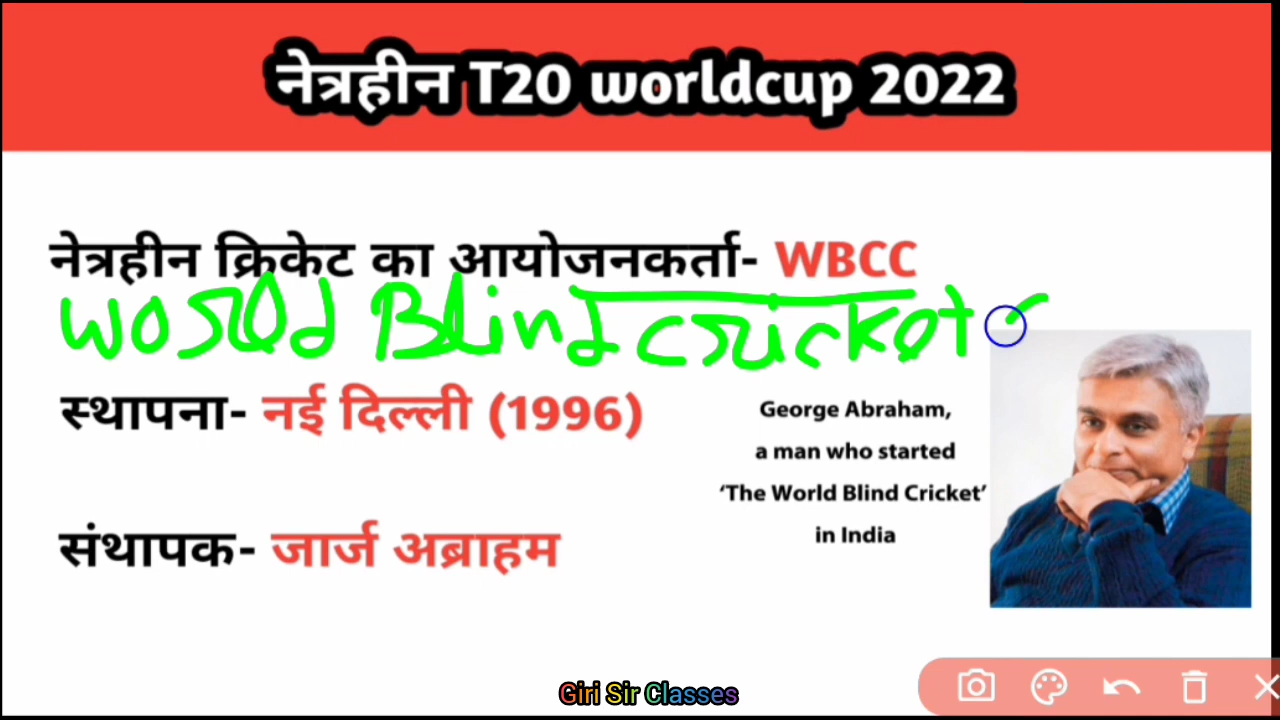 नेत्रहीन T20 worldcup 2022
नेत्रहीन क्रिकेट का आयोजनकर्ता- WBCC
World Blind cricket
स्थापना- नई दिल्ली (1996)
संथापक- जार्ज अब्राहम
George Abraham,
a man who started
‘The World Blind Cricket’
in India
Giri Sir Classes